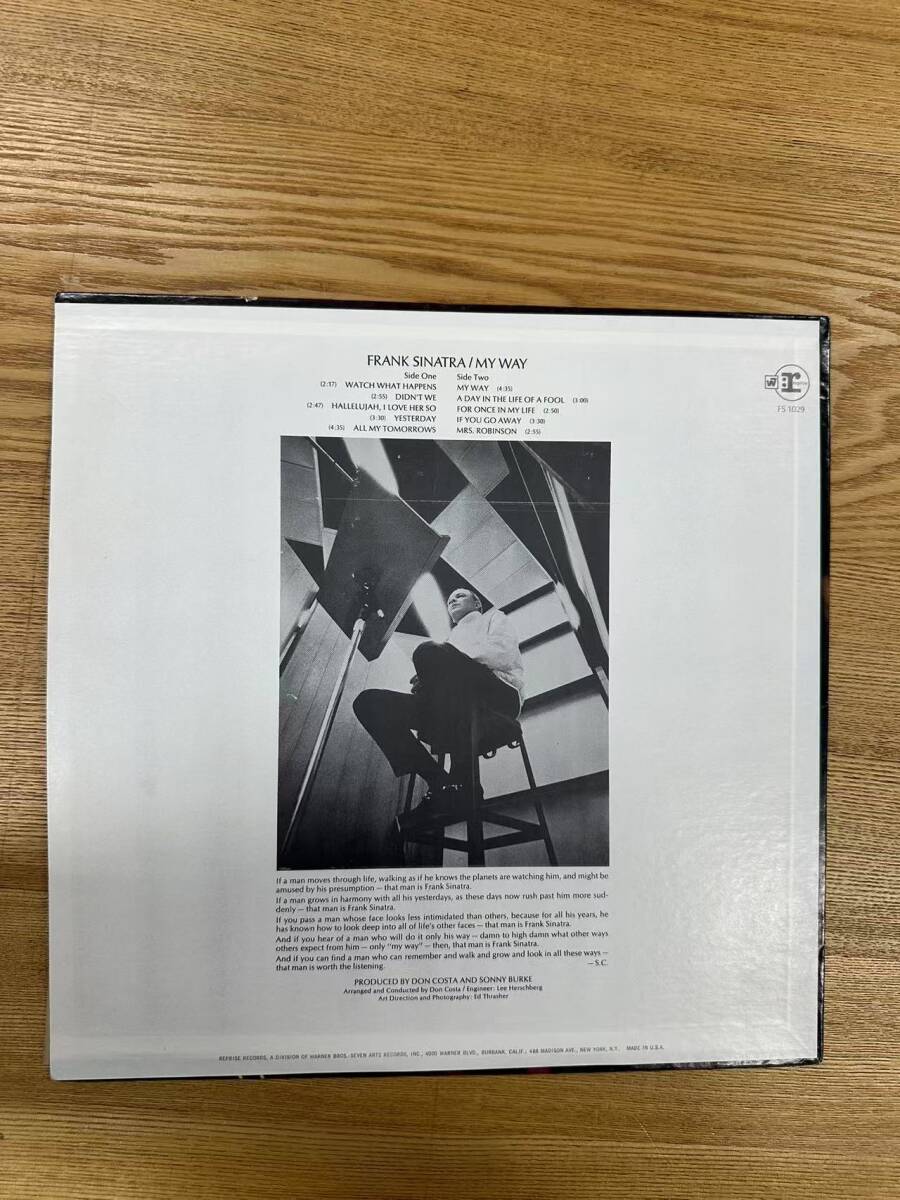 FRANK SINATRA / MY WAY
Side One
(2:17) WATCH WHAT HAPPENS
(2:55) DIDN'T WE
(2:47) HALLELUJAH, I LOVE HER SO
(3:30) YESTERDAY
(4:35) ALL MY TOMORROWS
Side Two
MY WAY (4:35)
A DAY IN THE LIFE OF A FOOL (3:00)
FOR ONCE IN MY LIFE (2:50)
IF YOU GO AWAY (3:30)
MRS. ROBINSON (2:55)
W r
FS 1029
If a man moves through life, walking as if he knows the planets are watching him, and might be
amused by his presumption — that man is Frank Sinatra.
If a man grows in harmony with all his yesterdays, as these days now rush past him more sud-
denly — that man is Frank Sinatra.
If you pass a man whose face looks less intimidated than others, because for all his years, he
has known how to look deep into all of life's other faces — that man is Frank Sinatra.
And if you hear of a man who will do it only his way — damn to high damn what other ways
others expect from him — only "my way" — then, that man is Frank Sinatra.
And if you can find a man who can remember and walk and grow and look in all these ways —
that man is worth the listening. —S.C.
PRODUCED BY DON COSTA AND SONNY BURKE
Arranged and Conducted by Don Costa / Engineer: Lee Herschberg
Art Direction and Photography: Ed Thrasher
REPRISE RECORDS, A DIVISION OF WARNER BROS.-SEVEN ARTS RECORDS, INC., 4000 WARNER BLVD., BURBANK, CALIF.; 488 MADISON AVE., NEW YORK, N.Y. MADE IN U.S.A.